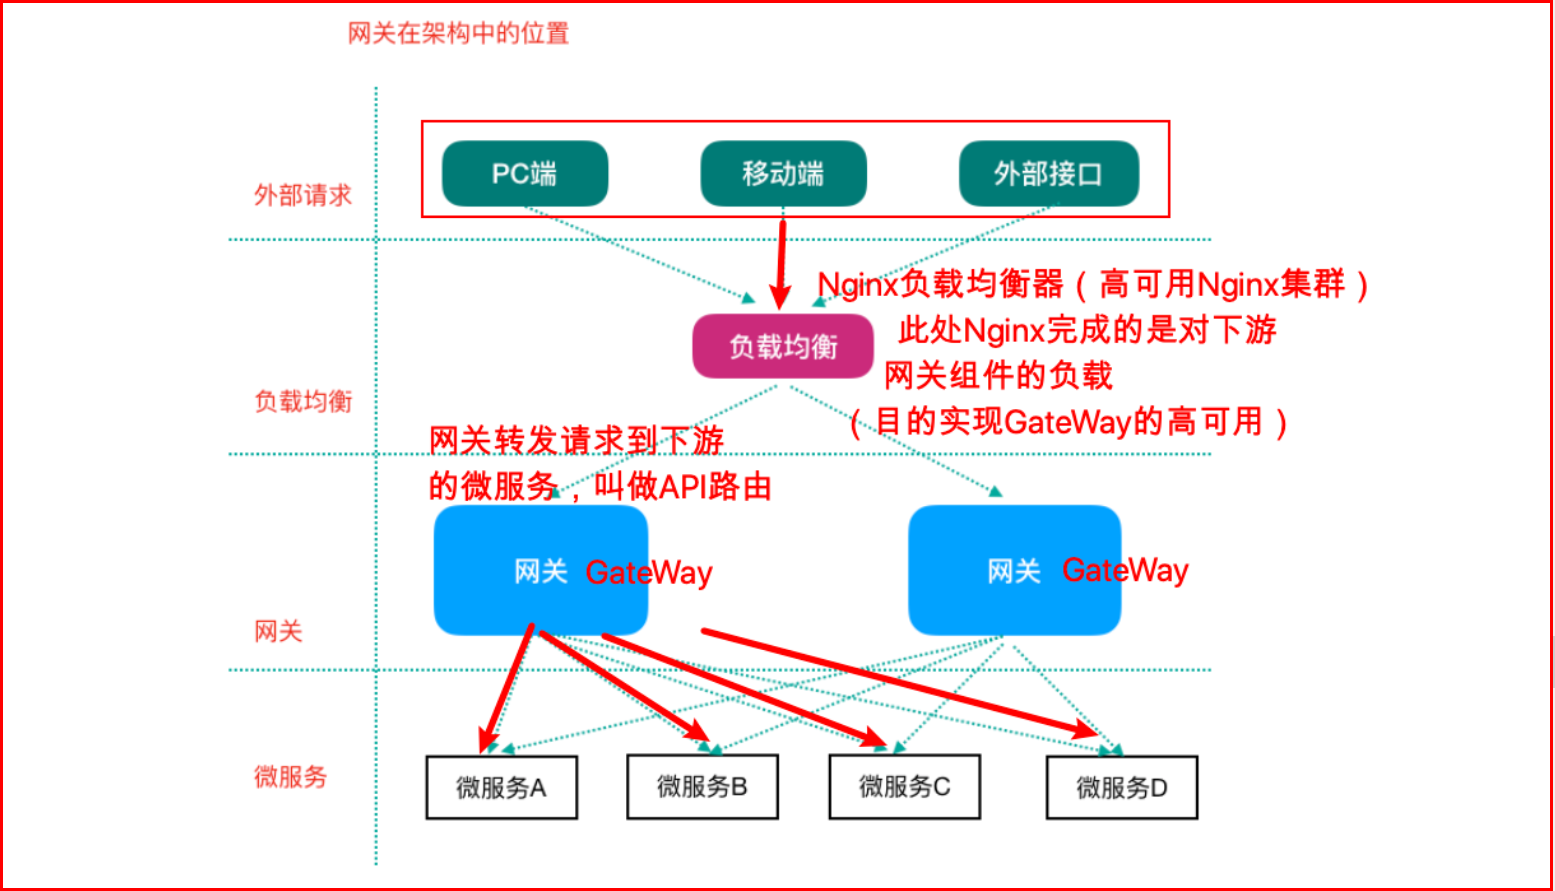 网关在架构中的位置
PC端
移动端
外部接口
外部请求
Nginx负载均衡器（高可用Nginx集群）
此处Nginx完成的是对下游
负载均衡
网关组件的负载
负载均衡
（目的实现GateWay的高可用）
网关转发请求到下游
的微服务，叫做API路由
网关 GateWay
网关 GateWay
网关
微服务
微服务A
微服务B
微服务C
微服务D